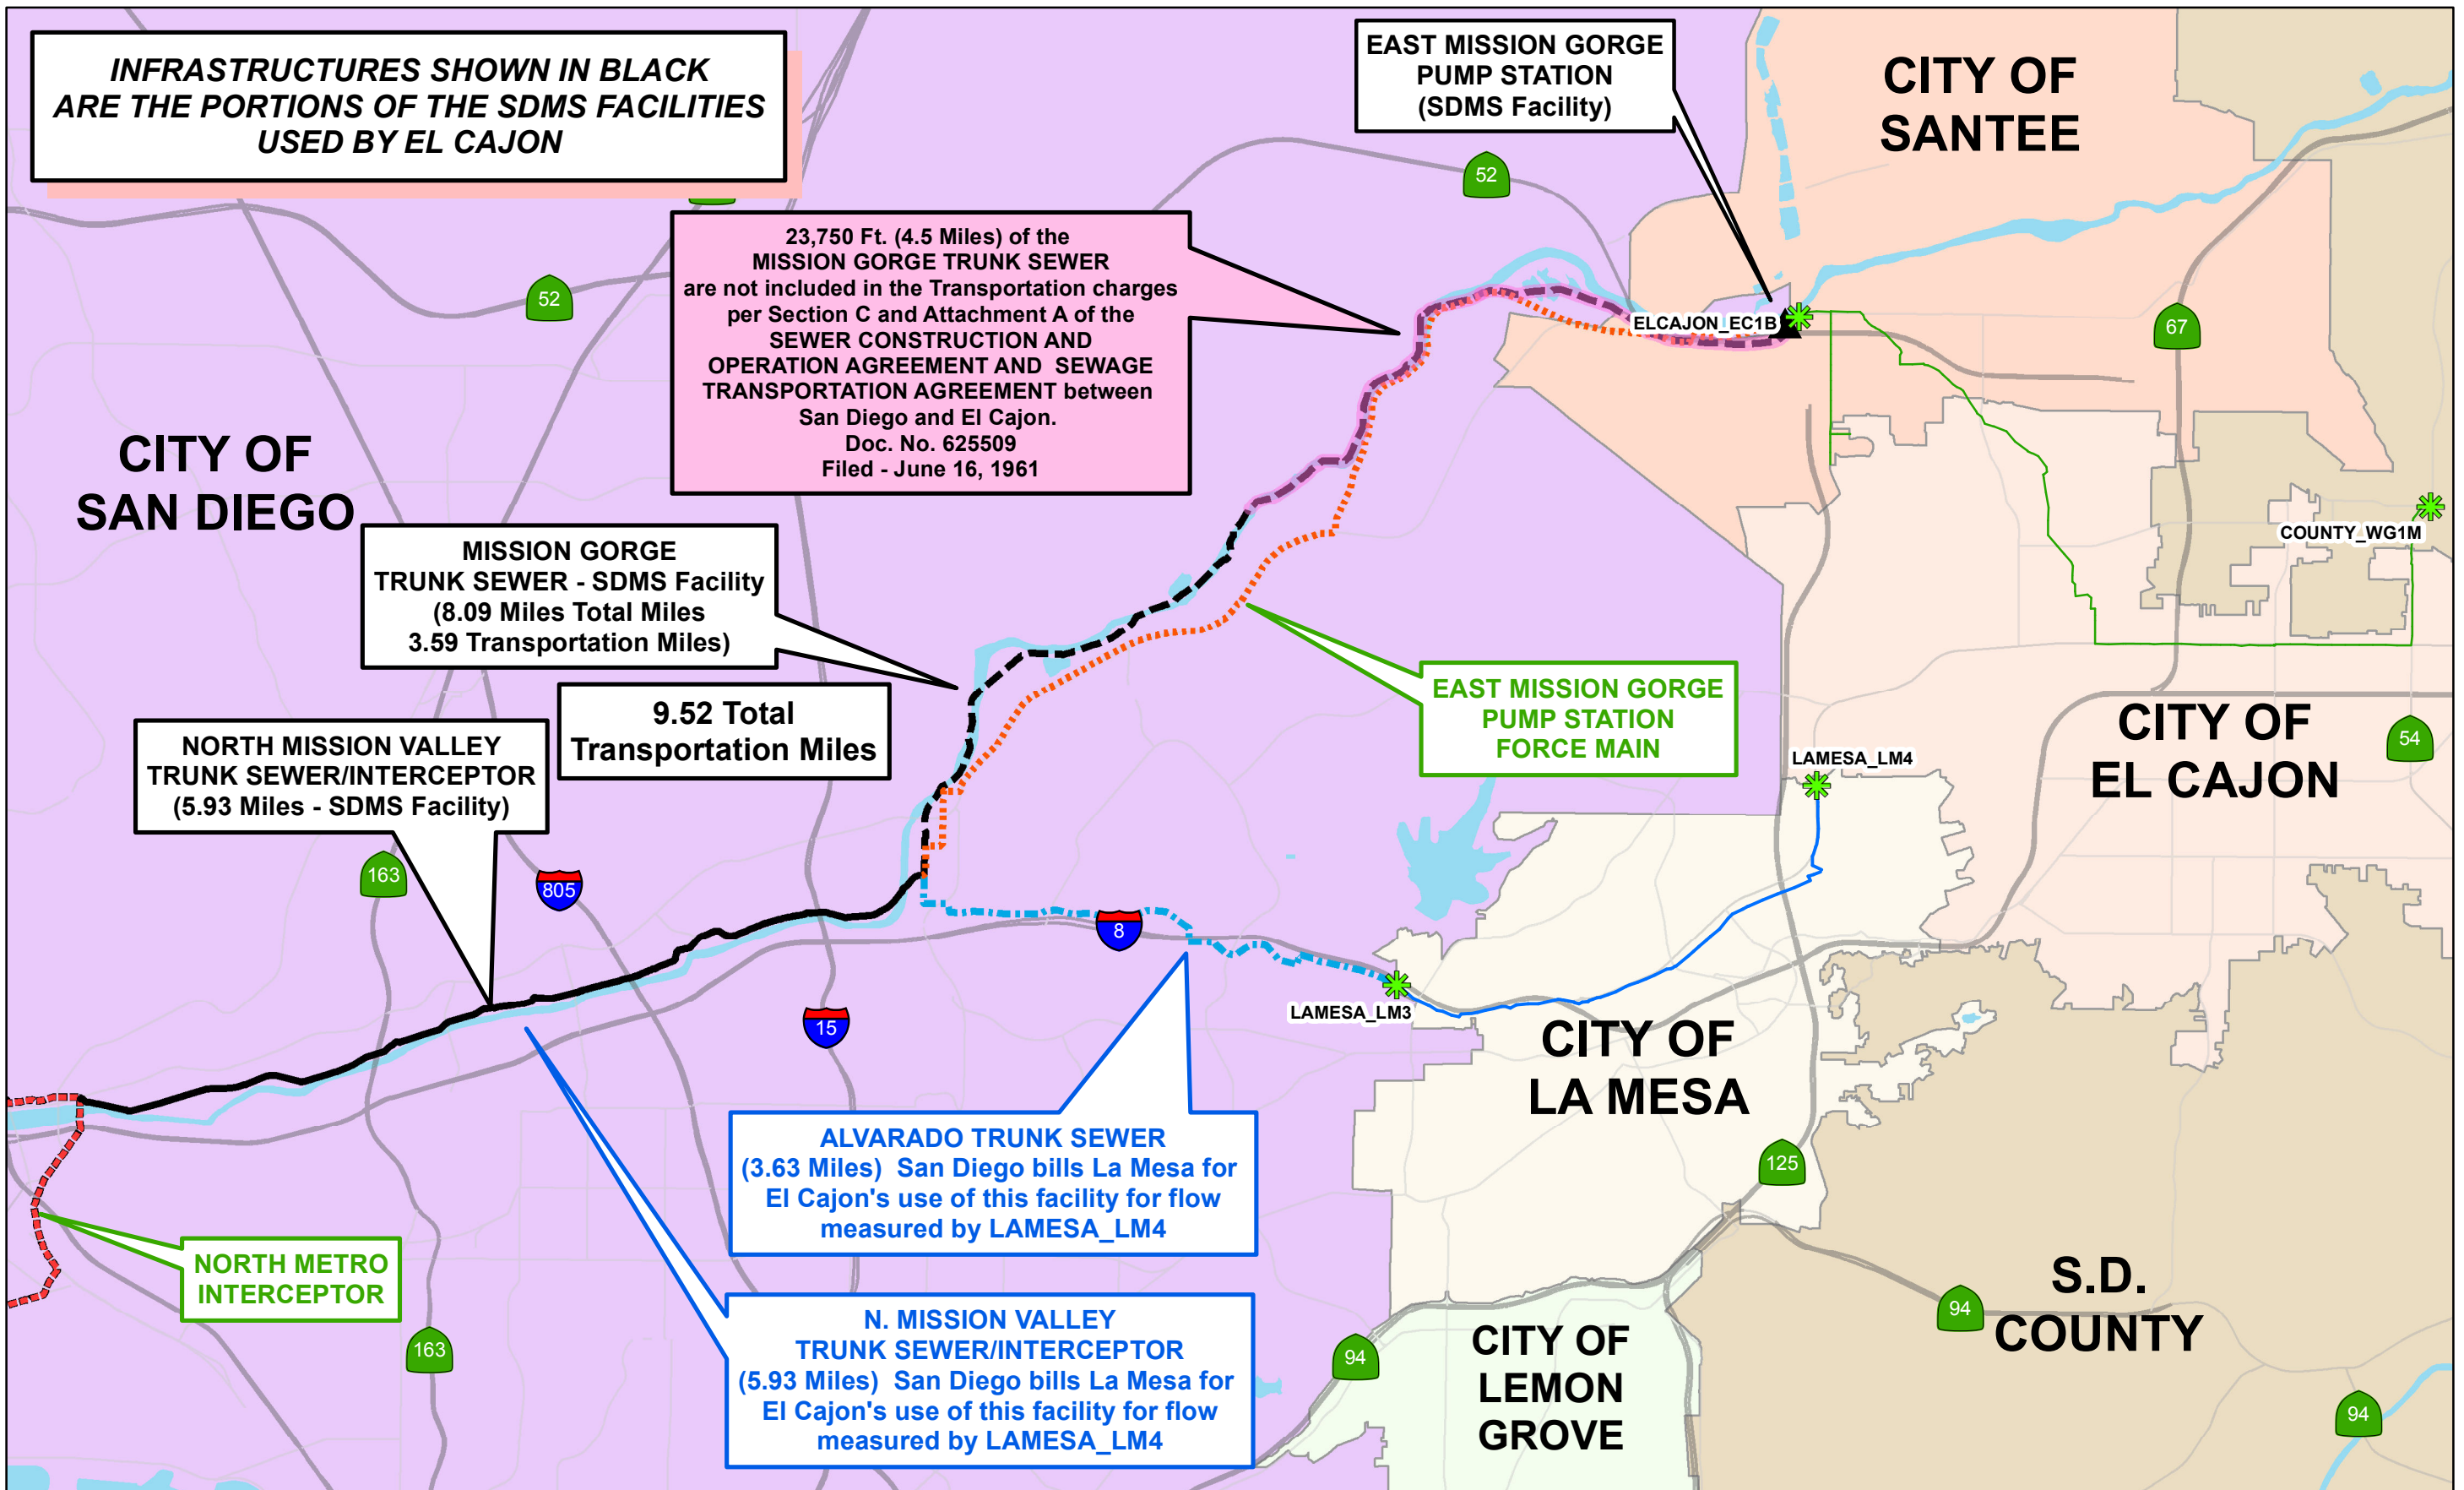 INFRASTRUCTURES SHOWN IN BLACK
ARE THE PORTIONS OF THE SDMS FACILITIES
USED BY EL CAJON
EAST MISSION GORGE
PUMP STATION
(SDMS Facility)
CITY OF
SANTEE
52
52
23,750 Ft. (4.5 Miles) of the
MISSION GORGE TRUNK SEWER
are not included in the Transportation charges
per Section C and Attachment A of the
SEWER CONSTRUCTION AND
OPERATION AGREEMENT AND SEWAGE
TRANSPORTATION AGREEMENT between
San Diego and El Cajon.
Doc. No. 625509
Filed - June 16, 1961
ELCAJON_EC1B
67
CITY OF
SAN DIEGO
COUNTY_WG1M
MISSION GORGE
TRUNK SEWER - SDMS Facility
(8.09 Miles Total Miles
3.59 Transportation Miles)
9.52 Total
Transportation Miles
EAST MISSION GORGE
PUMP STATION
FORCE MAIN
NORTH MISSION VALLEY
TRUNK SEWER/INTERCEPTOR
(5.93 Miles - SDMS Facility)
CITY OF
EL CAJON
54
LAMESA_LM4
163
805
8
15
LAMESA_LM3
CITY OF
LA MESA
ALVARADO TRUNK SEWER
(3.63 Miles) San Diego bills La Mesa for
El Cajon's use of this facility for flow
measured by LAMESA_LM4
125
NORTH METRO
INTERCEPTOR
163
N. MISSION VALLEY
TRUNK SEWER/INTERCEPTOR
(5.93 Miles) San Diego bills La Mesa for
El Cajon's use of this facility for flow
measured by LAMESA_LM4
94
CITY OF
LEMON
GROVE
94
S.D.
COUNTY
94